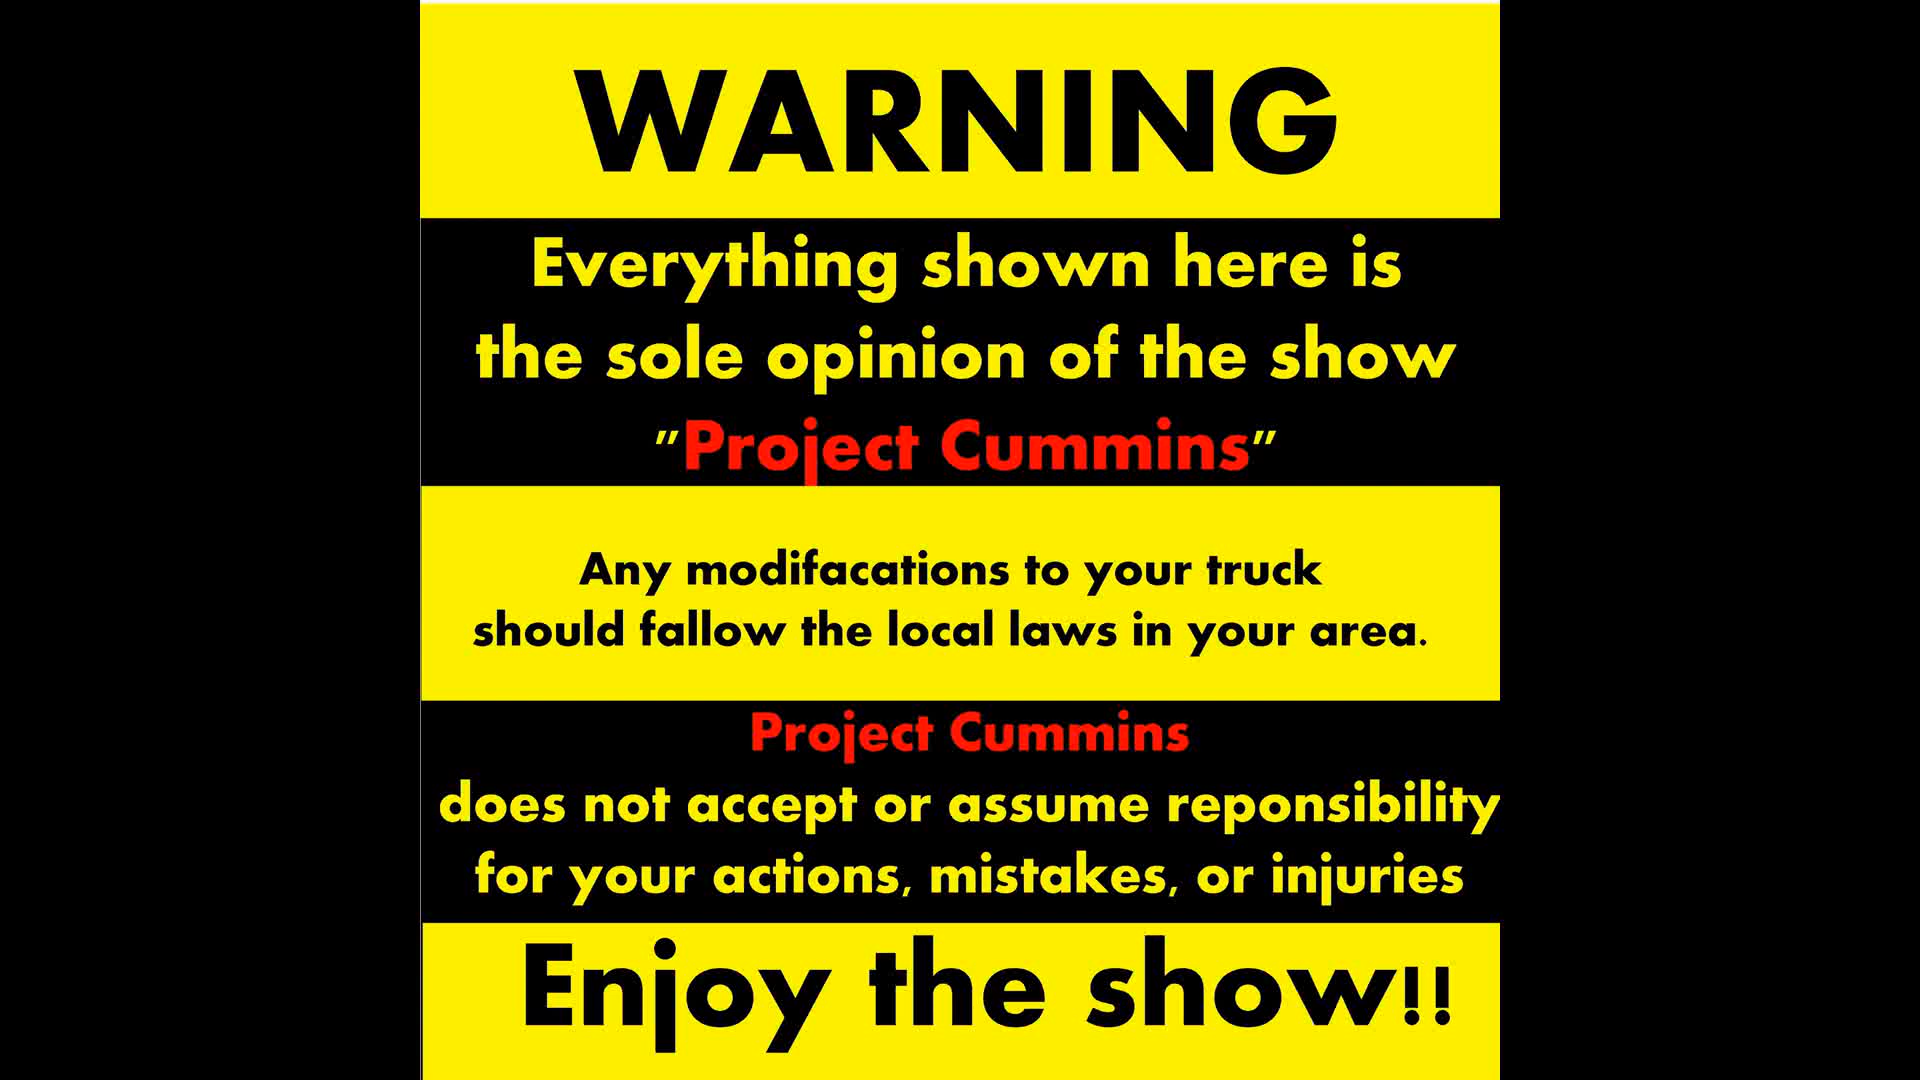 WARNING
Everything shown here is
the sole opinion of the show
"Project Cummins"
Any modifacations to your truck
should fallow the local laws in your area.
Project Cummins
does not accept or assume reponsibility
for your actions, mistakes, or injuries
Enjoy the show!!